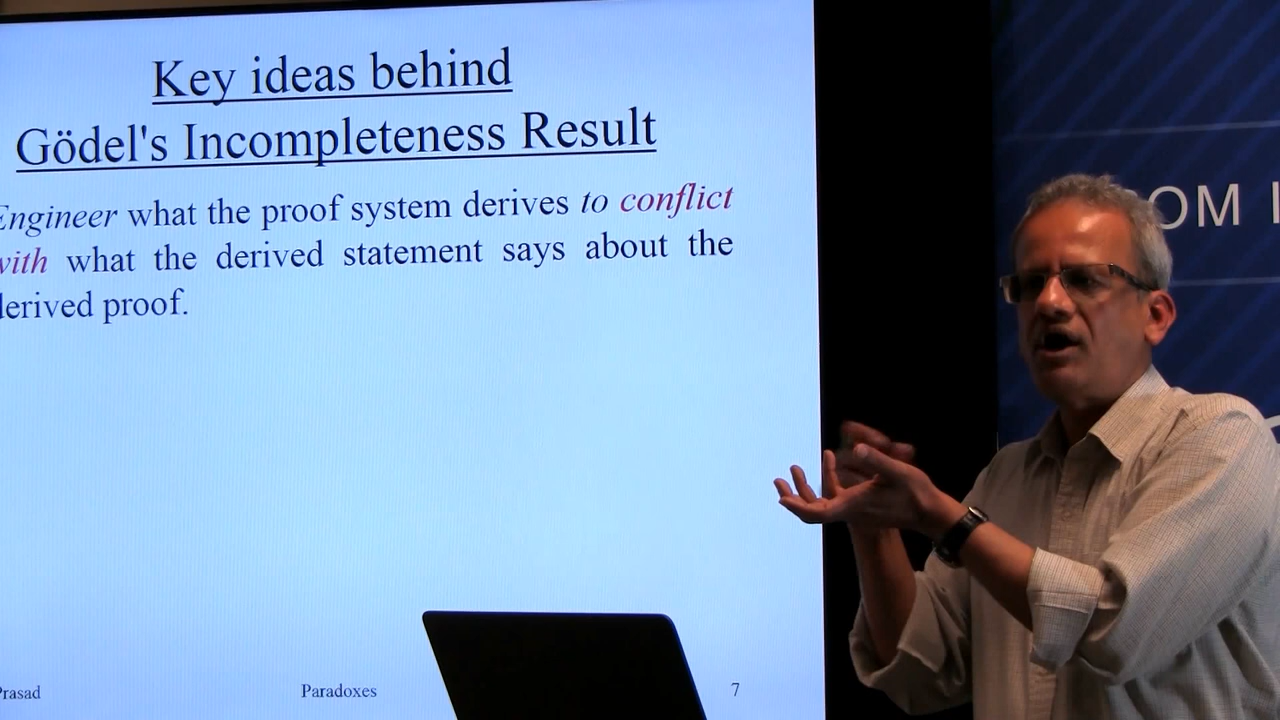 Key ideas behind
Gödel's Incompleteness Result
Engineer what the proof system derives to conflict
with what the derived statement says about the
derived proof.
Prasad
Paradoxes
7
OM